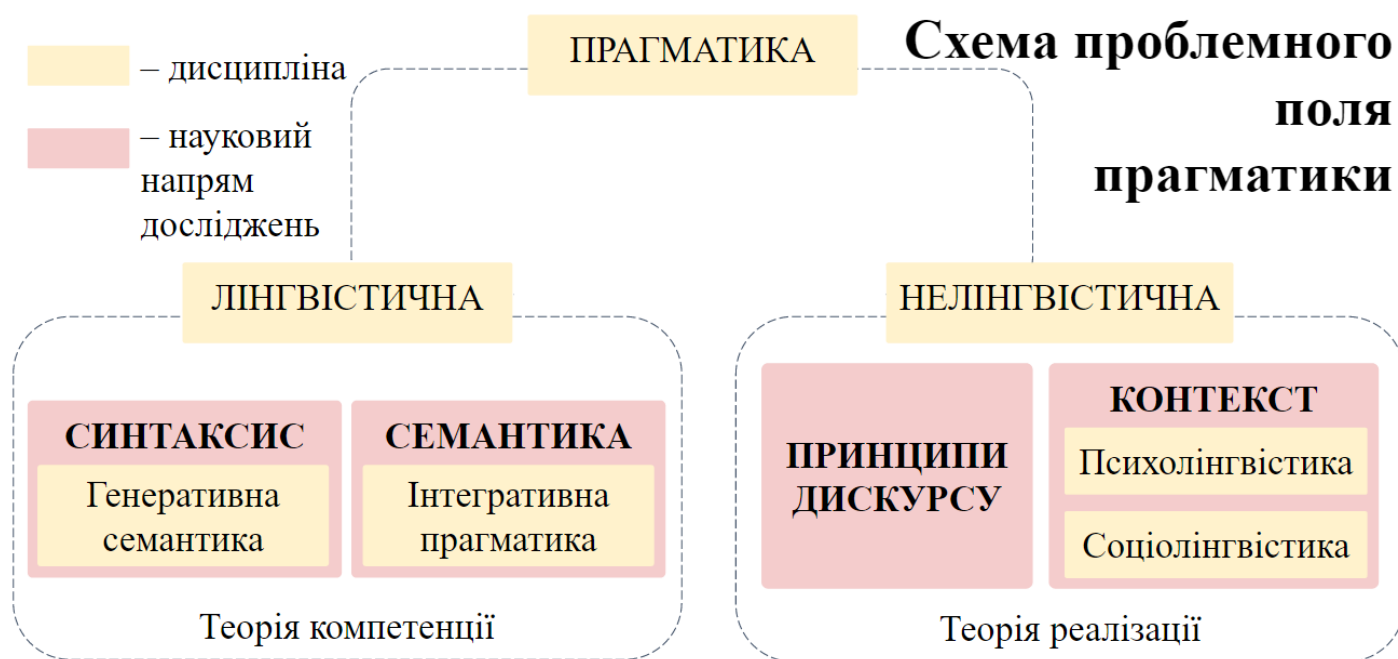 Схема проблемного
поля
прагматики
– дисципліна
– науковий
напрям
досліджень
ПРАГМАТИКА
ЛІНГВІСТИЧНА
СИНТАКСИС
Генеративна
семантика
СЕМАНТИКА
Інтегративна
прагматика
Теорія компетенції
НЕЛІНГВІСТИЧНА
ПРИНЦИПИ
ДИСКУРСУ
КОНТЕКСТ
Психолінгвістика
Соціолінгвістика
Теорія реалізації